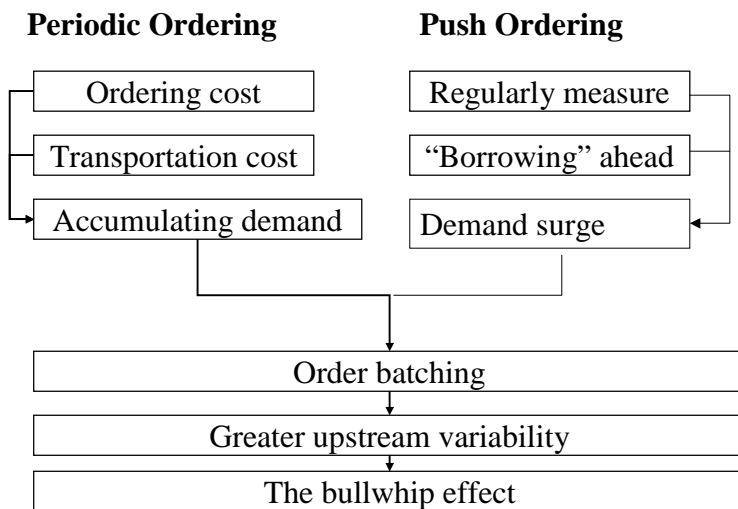 Periodic Ordering
Push Ordering
Ordering cost
Regularly measure
Transportation cost
“Borrowing” ahead
Accumulating demand
Demand surge
Order batching
Greater upstream variability
The bullwhip effect